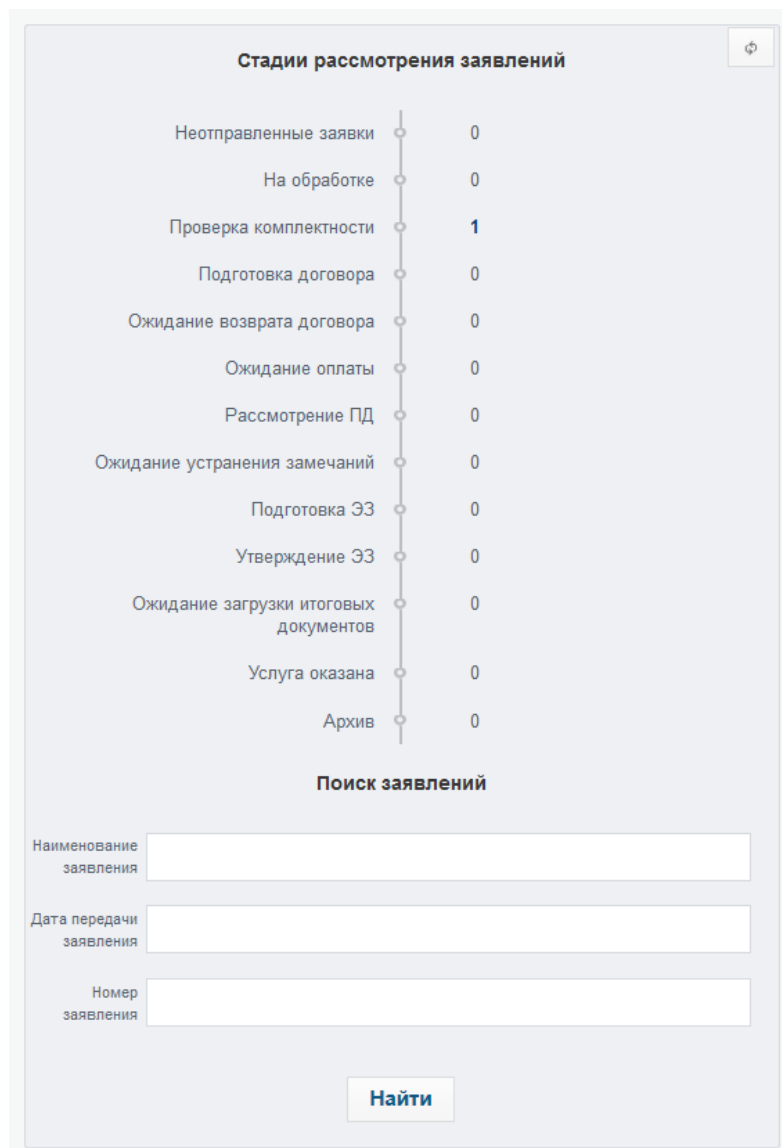 Стадии рассмотрения заявлений
Неотправленные заявки 0
На обработке 0
Проверка комплектности 1
Подготовка договора 0
Ожидание возврата договора 0
Ожидание оплаты 0
Рассмотрение ПД 0
Ожидание устранения замечаний 0
Подготовка ЭЗ 0
Утверждение ЭЗ 0
Ожидание загрузки итоговых 0
документов
Услуга оказана 0
Архив 0
Поиск заявлений
Наименование
заявления
Дата передачи
заявления
Номер
заявления
Найти